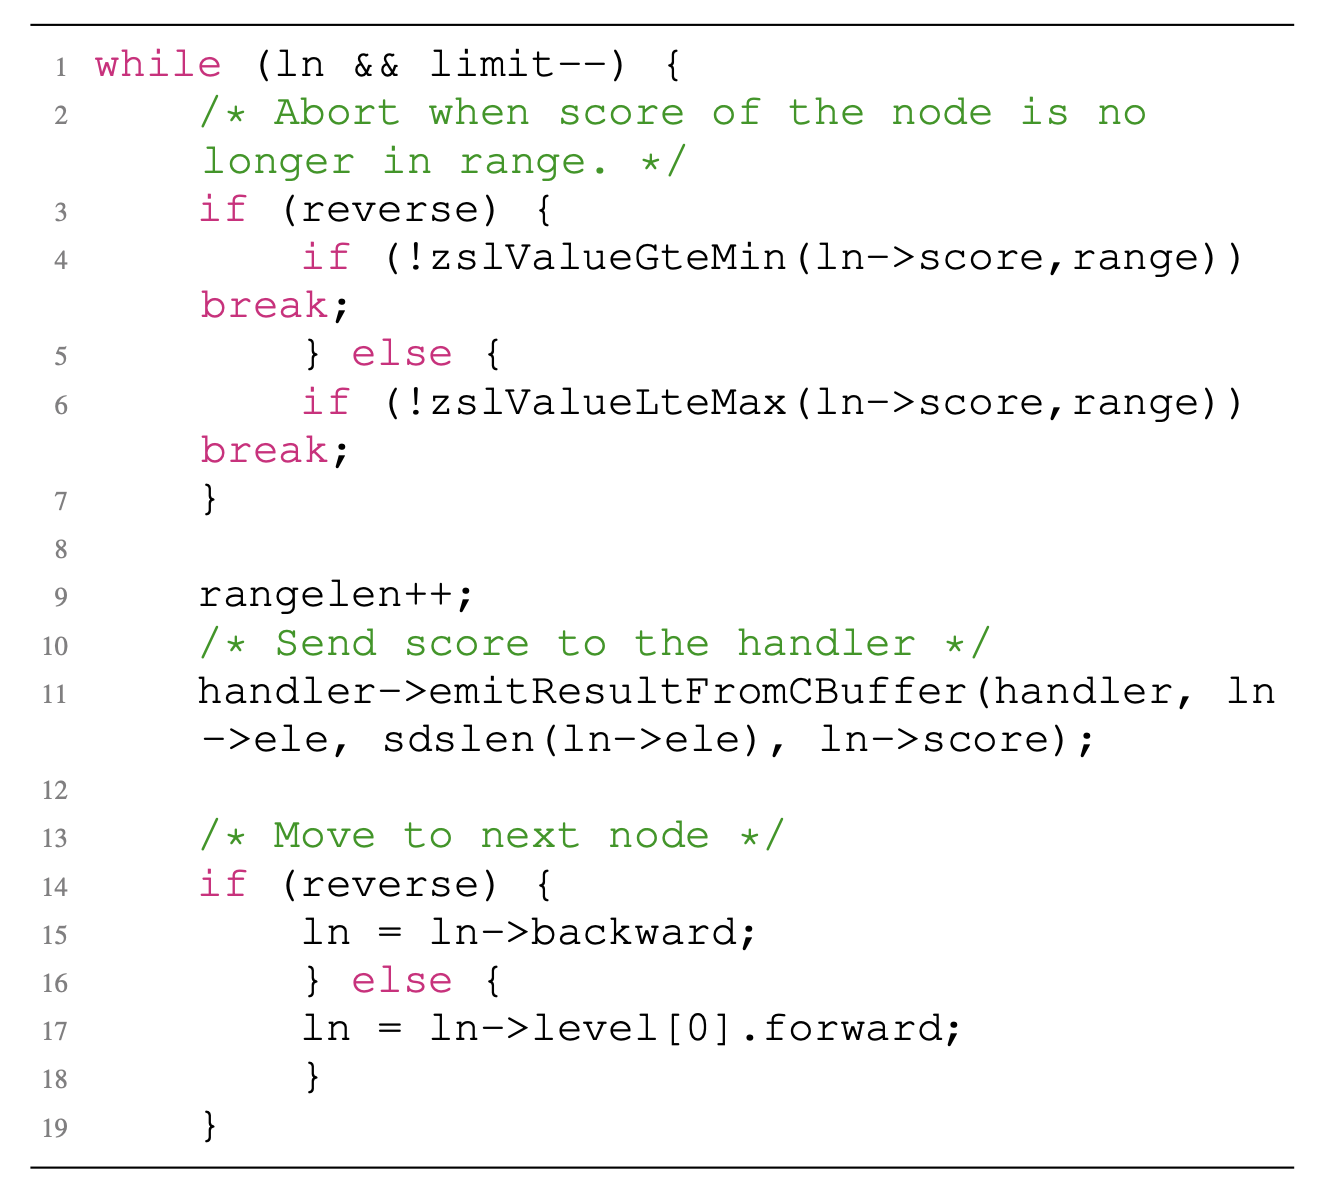 1 while (ln && limit--) {
2 /* Abort when score of the node is no
longer in range. */
3 if (reverse) {
4 if (!zslValueGteMin(ln->score,range))
break;
5 } else {
6 if (!zslValueLteMax(ln->score,range))
break;
7 }
8
9 rangelen++;
10 /* Send score to the handler */
11 handler->emitResultFromCBuffer(handler, ln
->ele, sdslen(ln->ele), ln->score);
12
13 /* Move to next node */
14 if (reverse) {
15 ln = ln->backward;
16 } else {
17 ln = ln->level[0].forward;
18 }
19 }